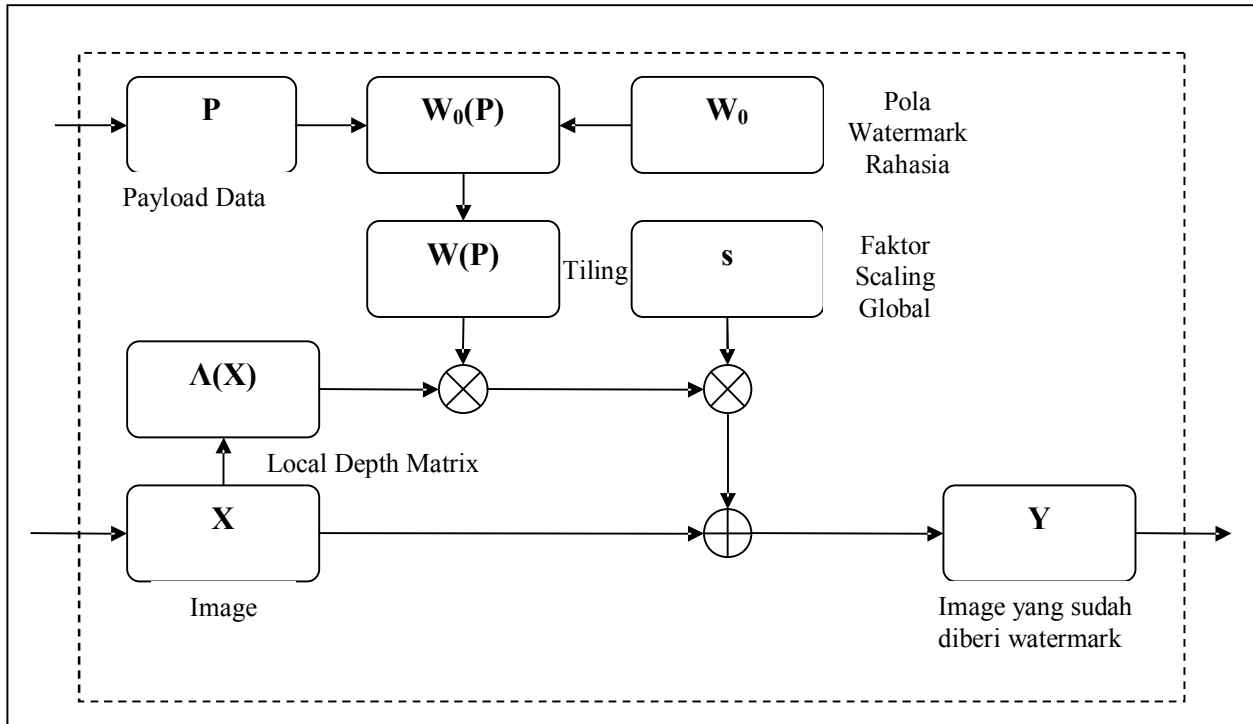 P
W₀(P)
W₀
Pola
Watermark
Rahasia
Payload Data
W(P)
Tiling
s
Faktor
Scaling
Global
Λ(X)
Local Depth Matrix
X
Y
Image
Image yang sudah
diberi watermark